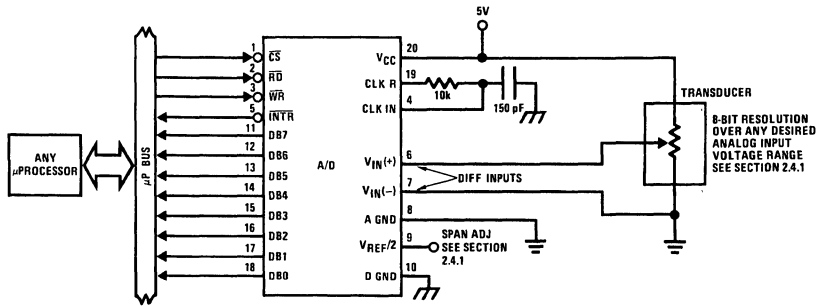 5V
1 CS
2 RD
3 WR
5 INTR
11 DB7
12 DB6
13 DB5
14 DB4
15 DB3
16 DB2
17 DB1
18 DB0
ANY
µPROCESSOR
µP BUS
A/D
VCC 20
CLK R 19
10k
CLK IN 4
150 pF
VIN(+) 6
DIFF INPUTS
VIN(−) 7
A GND 8
VREF/2 9
SPAN ADJ
SEE SECTION
2.4.1
D GND 10
TRANSDUCER
8-BIT RESOLUTION
OVER ANY DESIRED
ANALOG INPUT
VOLTAGE RANGE
SEE SECTION 2.4.1